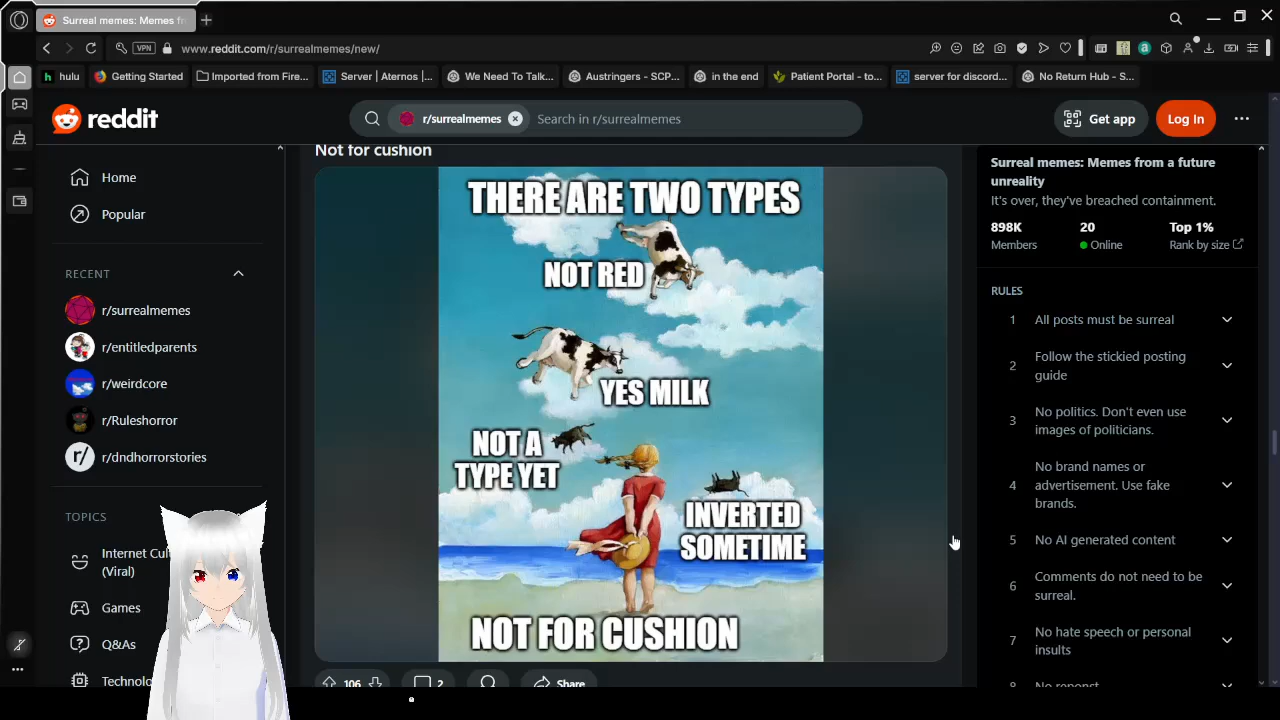 Surreal memes: Memes fr
VPN
www.reddit.com/r/surrealmemes/new/
hulu
Getting Started
Imported from Fire...
Server | Aternos |...
We Need To Talk...
Austringers - SCP...
in the end
Patient Portal - to...
server for discord...
No Return Hub - S...
reddit
r/surrealmemes
Search in r/surrealmemes
Get app
Log In
Home
Popular
RECENT
r/surrealmemes
r/entitledparents
r/weirdcore
r/Ruleshorror
r/
r/dndhorrorstories
TOPICS
Internet Cul
(Viral)
Games
Q&As
Technolo
Not for cushion
THERE ARE TWO TYPES
NOT RED
YES MILK
NOT A
TYPE YET
INVERTED
SOMETIME
NOT FOR CUSHION
106
2
Share
Surreal memes: Memes from a future
unreality
It's over, they've breached containment.
898K
Members
20
Online
Top 1%
Rank by size
RULES
1 All posts must be surreal
2 Follow the stickied posting
guide
3 No politics. Don't even use
images of politicians.
4 No brand names or
advertisement. Use fake
brands.
5 No AI generated content
6 Comments do not need to be
surreal.
7 No hate speech or personal
insults